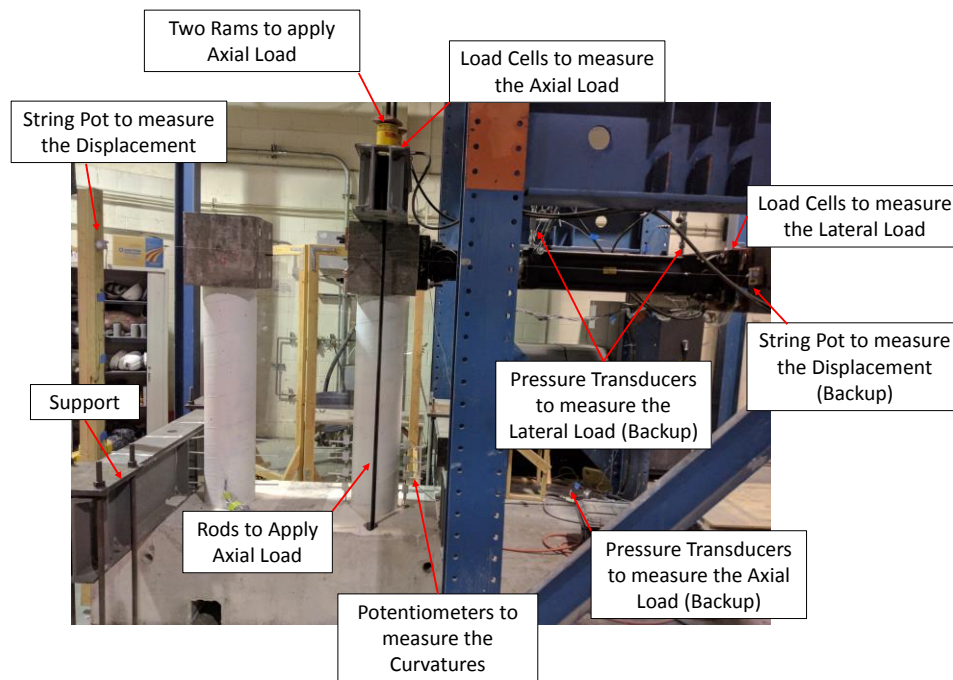 Two Rams to apply
Axial Load
Load Cells to measure
the Axial Load
String Pot to measure
the Displacement
Load Cells to measure
the Lateral Load
String Pot to measure
the Displacement
(Backup)
Pressure Transducers
to measure the
Lateral Load (Backup)
Support
Rods to Apply
Axial Load
Pressure Transducers
to measure the Axial
Load (Backup)
Potentiometers to
measure the
Curvatures